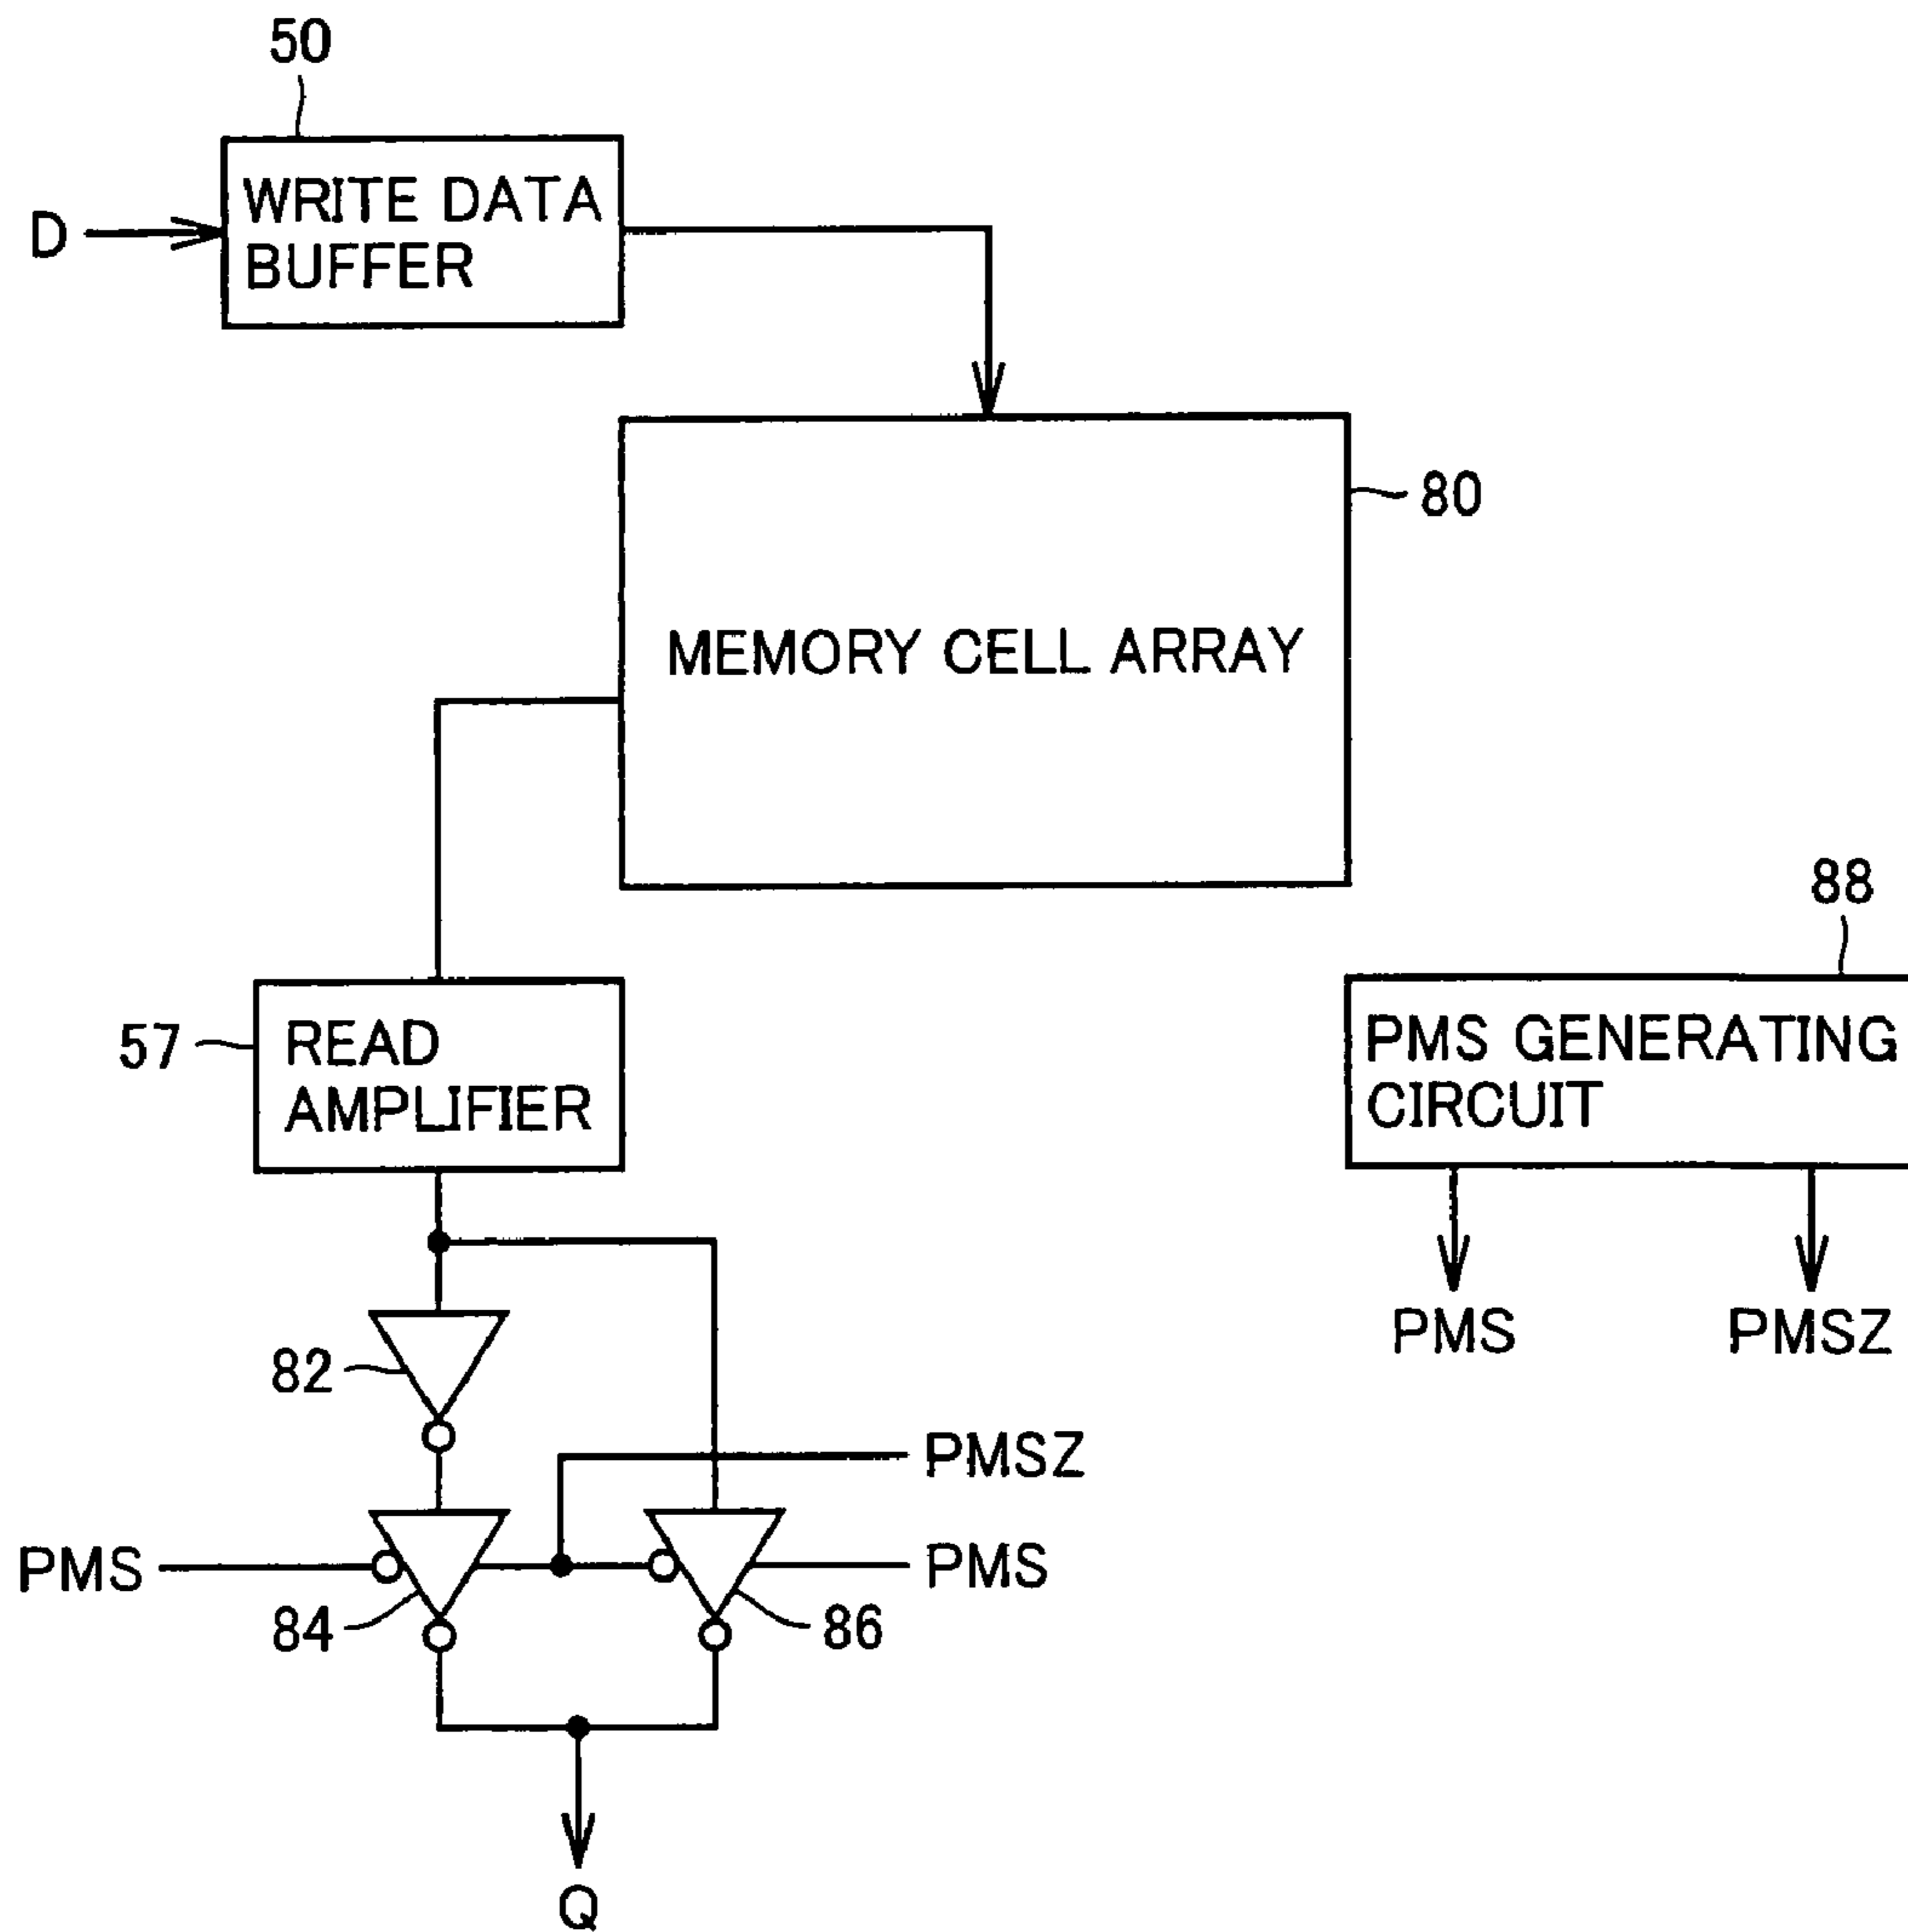 50
D
WRITE DATA
BUFFER
80
MEMORY CELL ARRAY
88
57
READ
AMPLIFIER
PMS GENERATING
CIRCUIT
PMS
PMSZ
82
PMSZ
PMS
PMS
84
86
Q